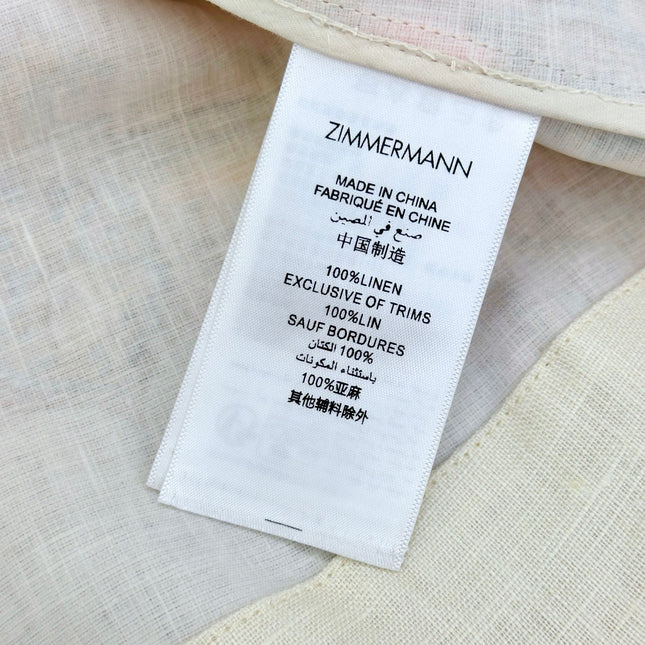 ZIMMERMANN
MADE IN CHINA
FABRIQUÉ EN CHINE
صنع في الصين
中国制造
100%LINEN
EXCLUSIVE OF TRIMS
100%LIN
SAUF BORDURES
100% الكتان
باستثناء المكونات
100%亚麻
其他辅料除外